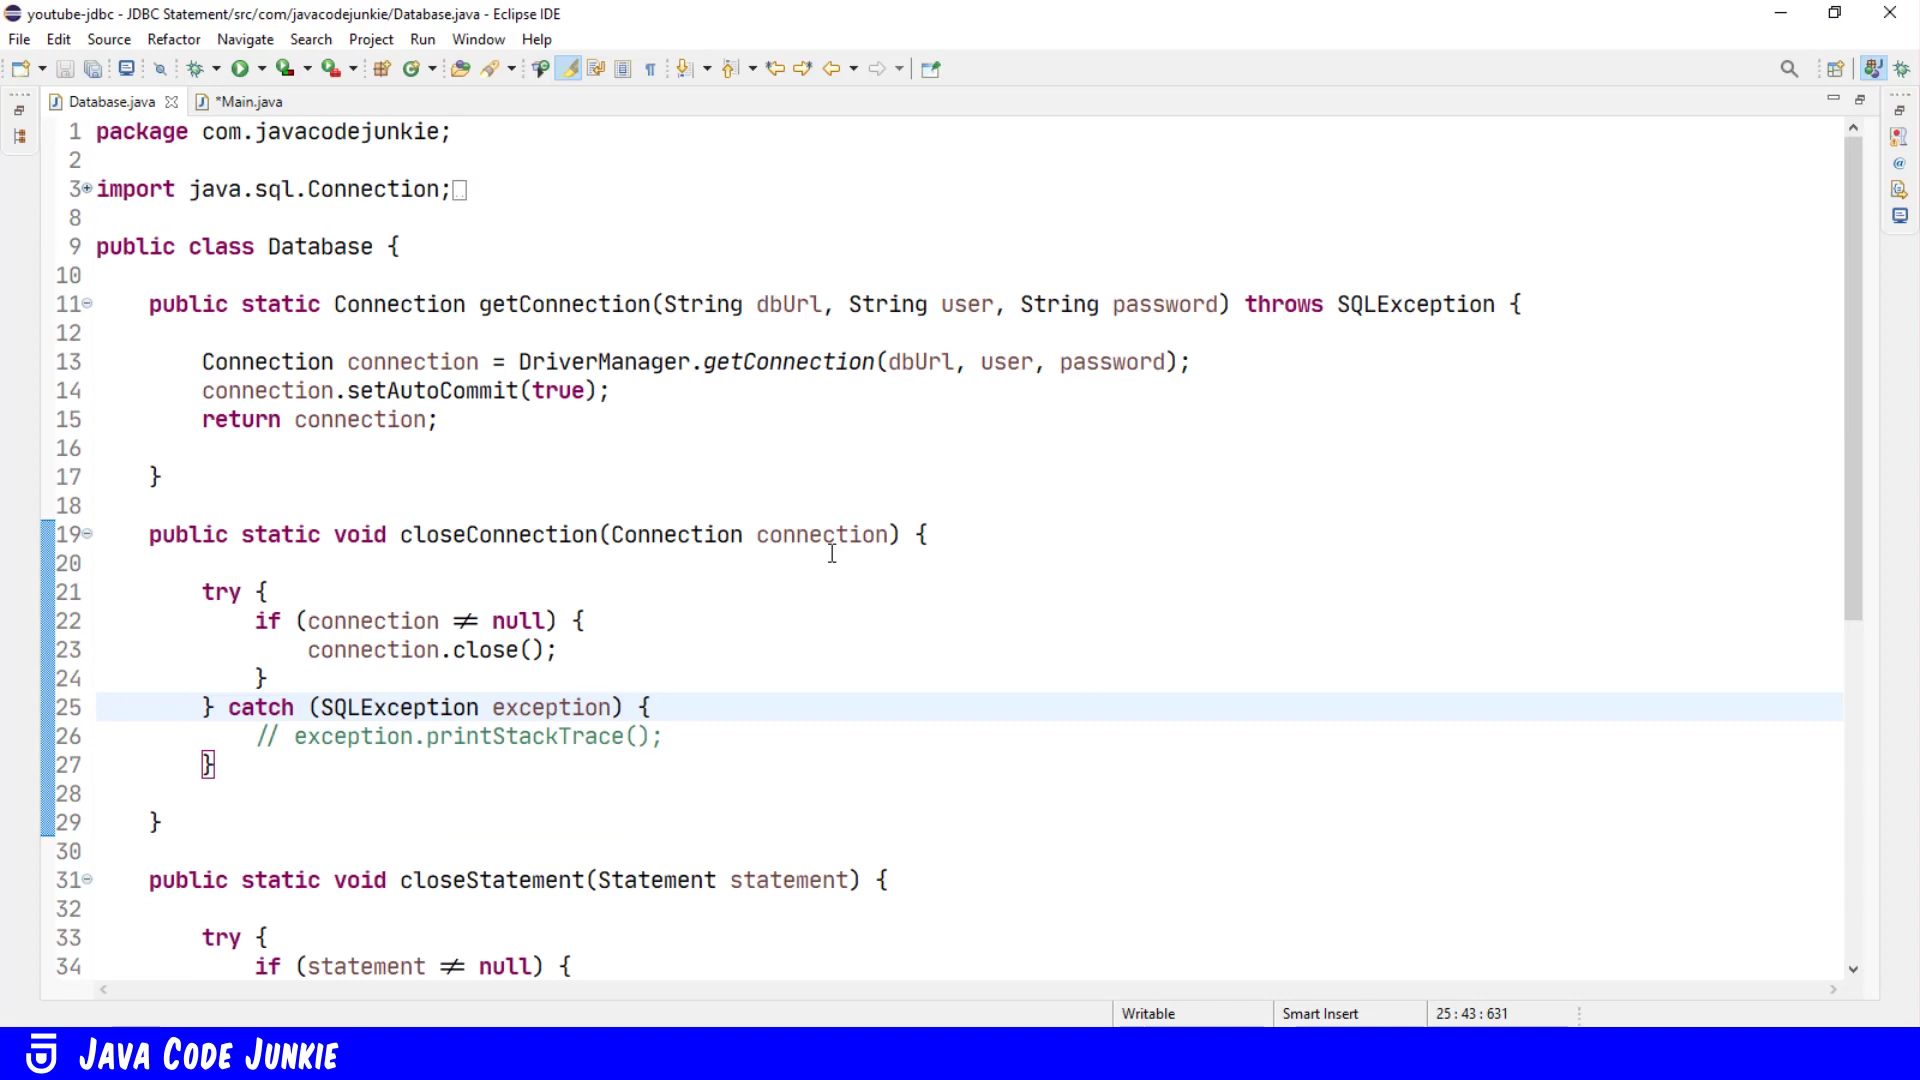 youtube-jdbc - JDBC Statement/src/com/javacodejunkie/Database.java - Eclipse IDE
File Edit Source Refactor Navigate Search Project Run Window Help
Database.java *Main.java
1 package com.javacodejunkie;
2
3 import java.sql.Connection;
8
9 public class Database {
10
11 public static Connection getConnection(String dbUrl, String user, String password) throws SQLException {
12
13 Connection connection = DriverManager.getConnection(dbUrl, user, password);
14 connection.setAutoCommit(true);
15 return connection;
16
17 }
18
19 public static void closeConnection(Connection connection) {
20
21 try {
22 if (connection ≠ null) {
23 connection.close();
24 }
25 } catch (SQLException exception) {
26 // exception.printStackTrace();
27 }
28
29 }
30
31 public static void closeStatement(Statement statement) {
32
33 try {
34 if (statement ≠ null) {
Writable Smart Insert 25 : 43 : 631
JAVA CODE JUNKIE